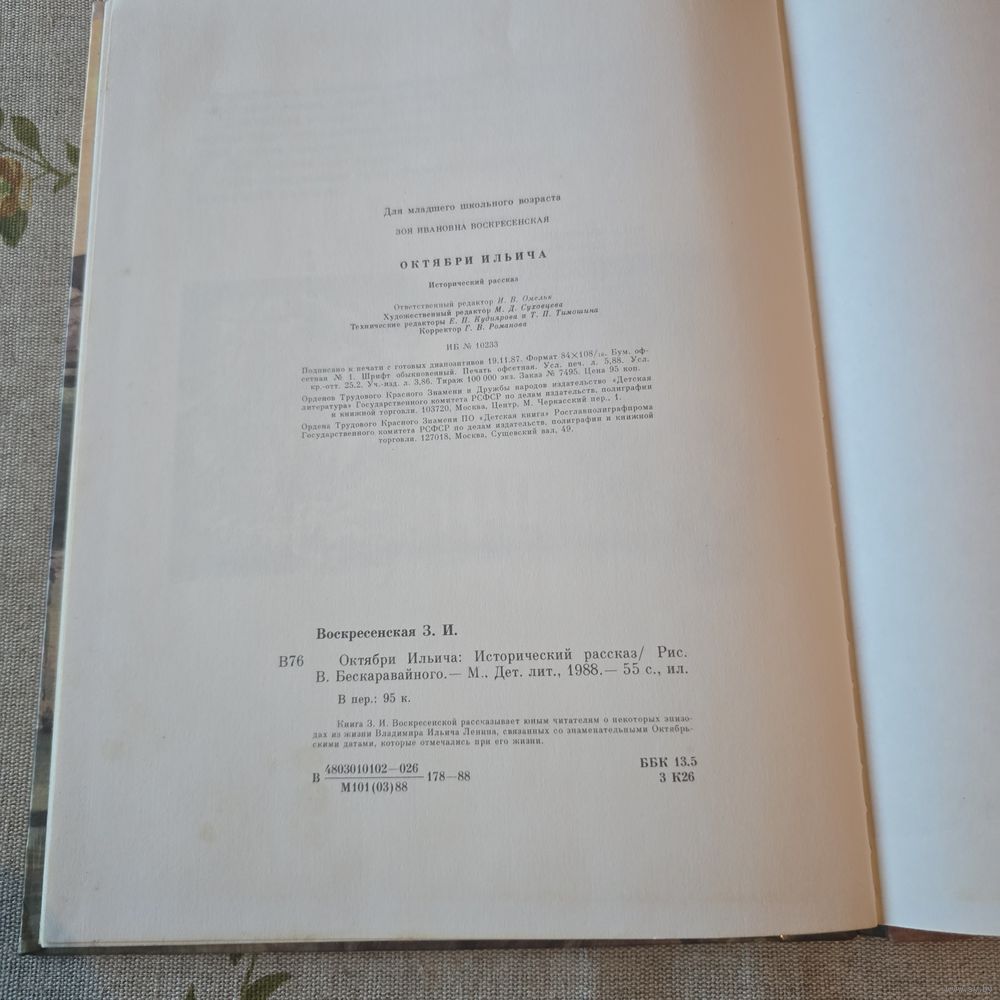 Для младшего школьного возраста
ЗОЯ ИВАНОВНА ВОСКРЕСЕНСКАЯ
ОКТЯБРИ ИЛЬИЧА
Исторический рассказ
Ответственный редактор И. В. Омельк
Художественный редактор М. Д. Суховцева
Технические редакторы Е. П. Кудиярова и Т. П. Тимошина
Корректор Г. В. Романова
ИБ № 10233
Подписано к печати с готовых диапозитивов 19.11.87. Формат 84×108/16. Бум. оф-
сетная № 1. Шрифт обыкновенный. Печать офсетная. Усл. печ. л. 5,88. Усл.
кр.-отт. 25.2. Уч.-изд. л. 3,86. Тираж 100 000 экз. Заказ № 7495. Цена 95 коп.
Орденов Трудового Красного Знамени и Дружбы народов издательство «Детская
литература» Государственного комитета РСФСР по делам издательств, полиграфии
и книжной торговли. 103720, Москва, Центр, М. Черкасский пер., 1.
Ордена Трудового Красного Знамени ПО «Детская книга» Росглавполиграфпрома
Государственного комитета РСФСР по делам издательств, полиграфии и книжной
торговли. 127018, Москва, Сущевский вал, 49.
Воскресенская З. И.
В76 Октябри Ильича: Исторический рассказ/ Рис.
В. Бескаравайного.— М., Дет. лит., 1988.— 55 с., ил.
В пер.: 95 к.
Книга З. И. Воскресенской рассказывает юным читателям о некоторых эпизо-
дах из жизни Владимира Ильича Ленина, связанных со знаменательными Октябрь-
скими датами, которые отмечались при его жизни.
В 4803010102—026 178—88
М101(03)88
ББК 13.5
3 К26
www.ay.by